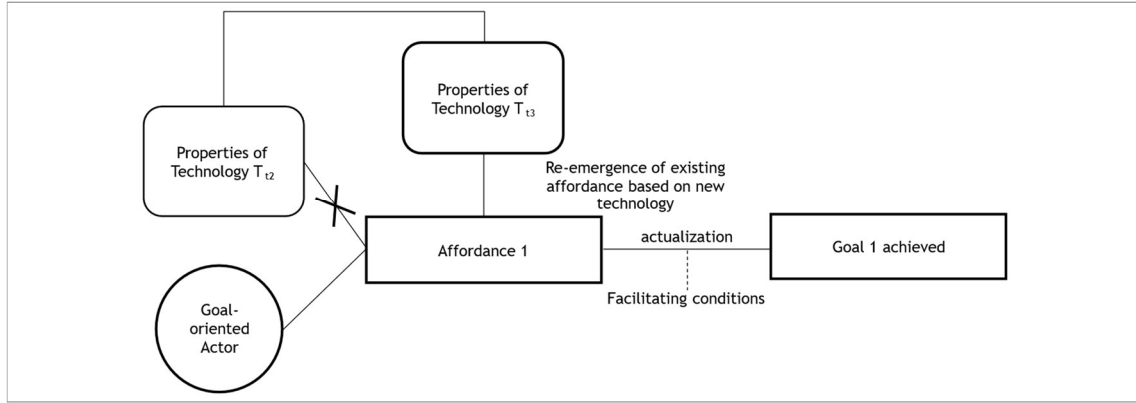 Properties of
Technology T t3
Properties of
Technology T t2
Re-emergence of existing
affordance based on new
technology
Affordance 1
actualization
Goal 1 achieved
Facilitating conditions
Goal-
oriented
Actor